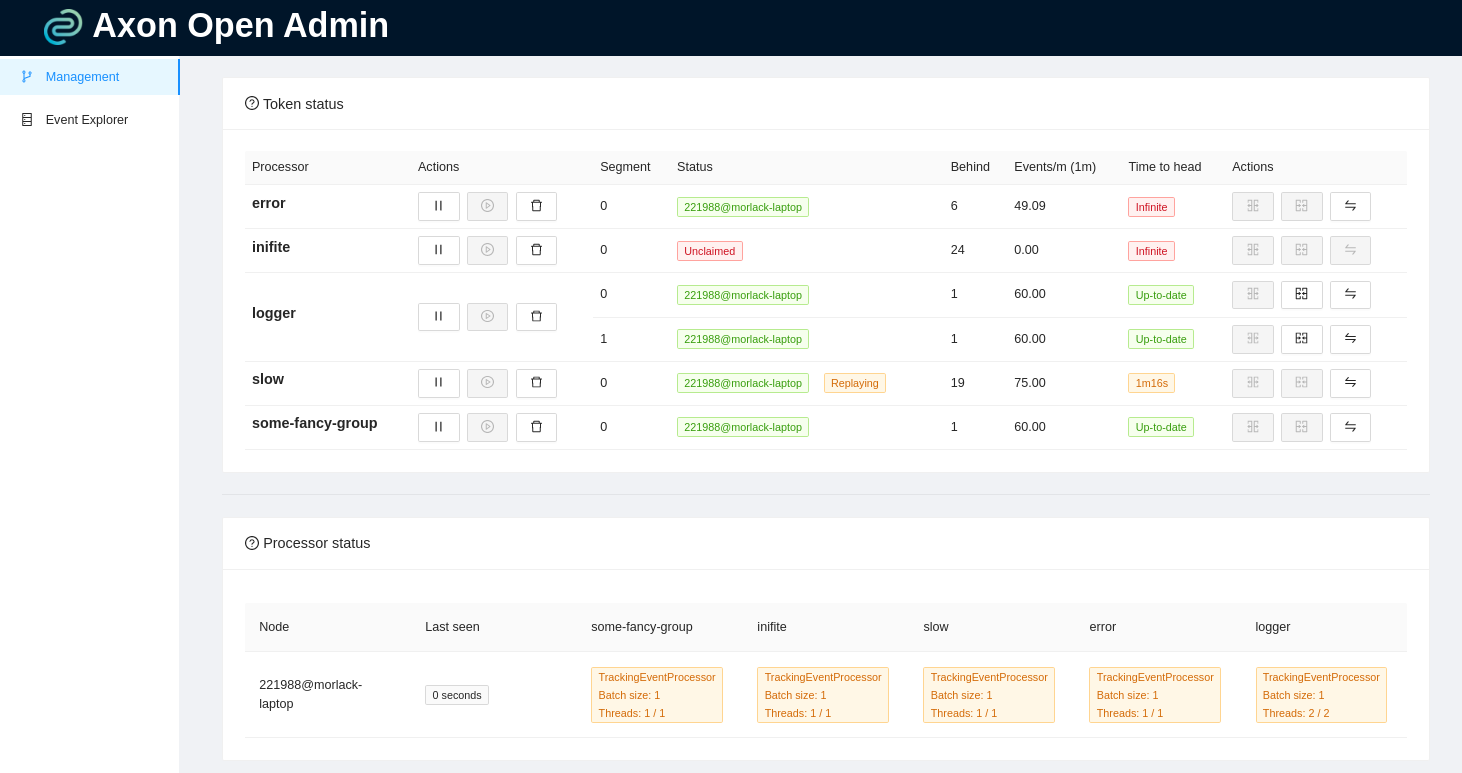 Axon Open Admin
Management
Event Explorer
Token status
Processor Actions Segment Status Behind Events/m (1m) Time to head Actions
error 0 221988@morlack-laptop 6 49.09 Infinite
inifite 0 Unclaimed 24 0.00 Infinite
logger 0 221988@morlack-laptop 1 60.00 Up-to-date
1 221988@morlack-laptop 1 60.00 Up-to-date
slow 0 221988@morlack-laptop Replaying 19 75.00 1m16s
some-fancy-group 0 221988@morlack-laptop 1 60.00 Up-to-date
Processor status
Node Last seen some-fancy-group inifite slow error logger
221988@morlack-
laptop
0 seconds
TrackingEventProcessor
Batch size: 1
Threads: 1 / 1
TrackingEventProcessor
Batch size: 1
Threads: 1 / 1
TrackingEventProcessor
Batch size: 1
Threads: 1 / 1
TrackingEventProcessor
Batch size: 1
Threads: 1 / 1
TrackingEventProcessor
Batch size: 1
Threads: 2 / 2